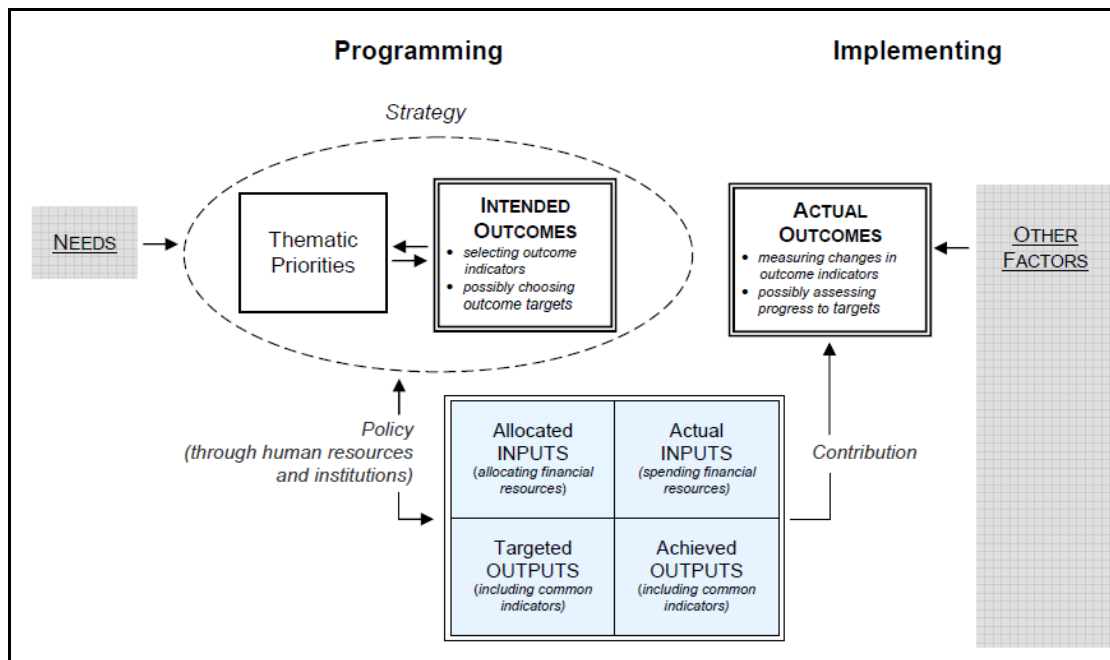 Programming
Implementing
Strategy
NEEDS
Thematic
Priorities
INTENDED
OUTCOMES
• selecting outcome
indicators
• possibly choosing
outcome targets
ACTUAL
OUTCOMES
• measuring changes in
outcome indicators
• possibly assessing
progress to targets
OTHER
FACTORS
Policy
(through human resources
and institutions)
Allocated
INPUTS
(allocating financial
resources)
Actual
INPUTS
(spending financial
resources)
Contribution
Targeted
OUTPUTS
(including common
indicators)
Achieved
OUTPUTS
(including common
indicators)